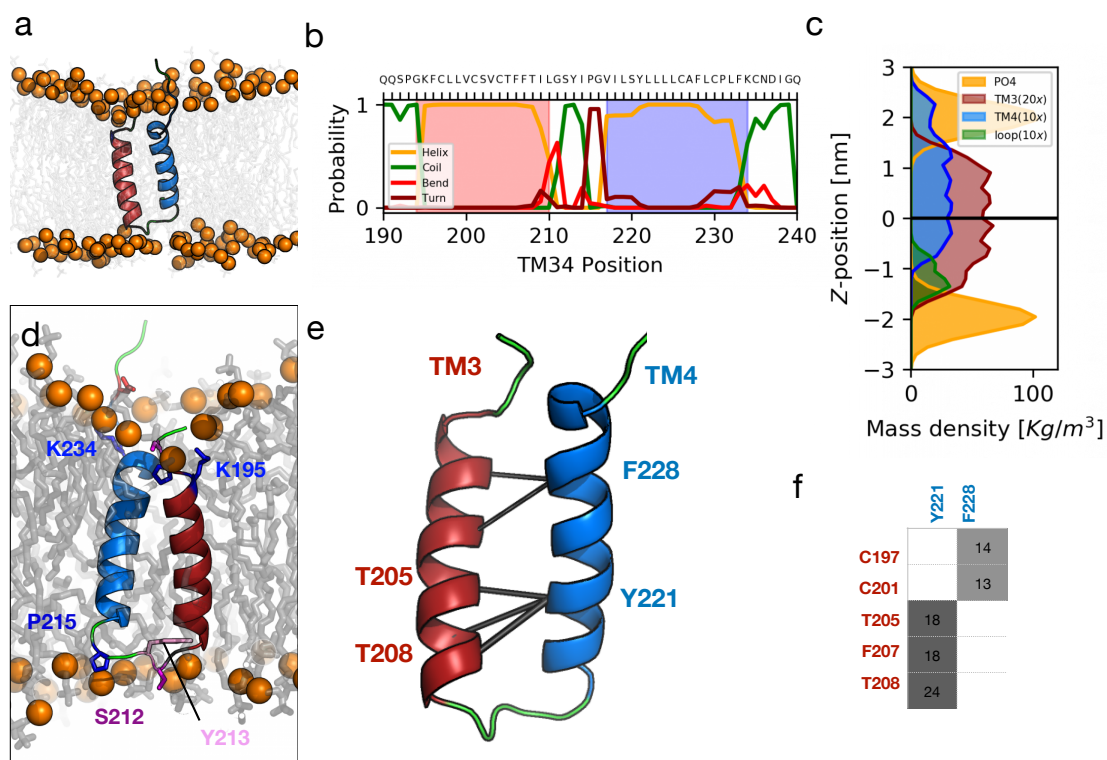 a
b
QQSPGKFCLLVCSVCTFFTILGSYIPGVILSYLLLLCAFLCPLFKCNDIGQ
1
0
Probability
Helix
Coil
Bend
Turn
190 200 210 220 230 240
TM34 Position
c
3
2
1
0
−1
−2
−3
Z-position [nm]
PO4
TM3(20x)
TM4(10x)
loop(10x)
0 100
Mass density [Kg/m³]
d
K234
K195
P215
S212
Y213
e
TM3
TM4
F228
T205
Y221
T208
f
Y221
F228
C197 14
C201 13
T205 18
F207 18
T208 24